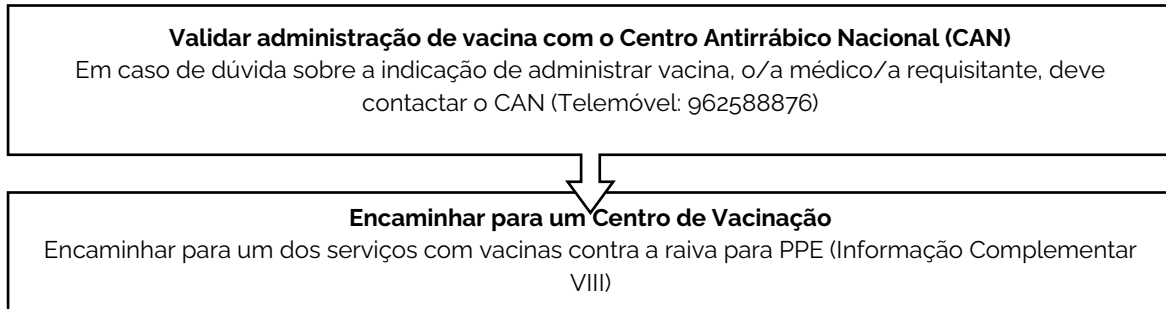 Validar administração de vacina com o Centro Antirrábico Nacional (CAN)
Em caso de dúvida sobre a indicação de administrar vacina, o/a médico/a requisitante, deve
contactar o CAN (Telemóvel: 962588876)
Encaminhar para um Centro de Vacinação
Encaminhar para um dos serviços com vacinas contra a raiva para PPE (Informação Complementar
VIII)